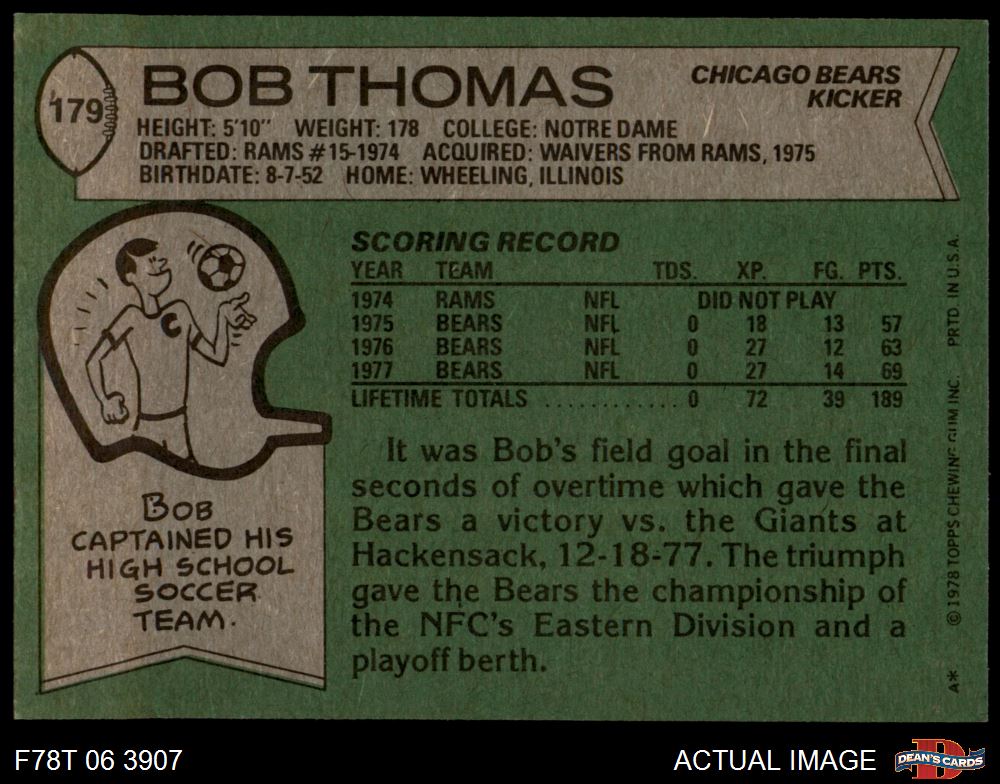 179
BOB THOMAS
CHICAGO BEARS
KICKER
HEIGHT: 5'10" WEIGHT: 178 COLLEGE: NOTRE DAME
DRAFTED: RAMS #15-1974 ACQUIRED: WAIVERS FROM RAMS, 1975
BIRTHDATE: 8-7-52 HOME: WHEELING, ILLINOIS
C
BOB
CAPTAINED HIS
HIGH SCHOOL
SOCCER
TEAM.
SCORING RECORD
YEAR TEAM TDS. XP. FG. PTS.
1974 RAMS NFL DID NOT PLAY
1975 BEARS NFL 0 18 13 57
1976 BEARS NFL 0 27 12 63
1977 BEARS NFL 0 27 14 69
LIFETIME TOTALS ............ 0 72 39 189
It was Bob's field goal in the final
seconds of overtime which gave the
Bears a victory vs. the Giants at
Hackensack, 12-18-77. The triumph
gave the Bears the championship of
the NFC's Eastern Division and a
playoff berth.
A* ©1978 TOPPS CHEWING GUM INC. PRTD. IN U.S.A.
F78T 06 3907
ACTUAL IMAGE
D
DEAN'S CARDS